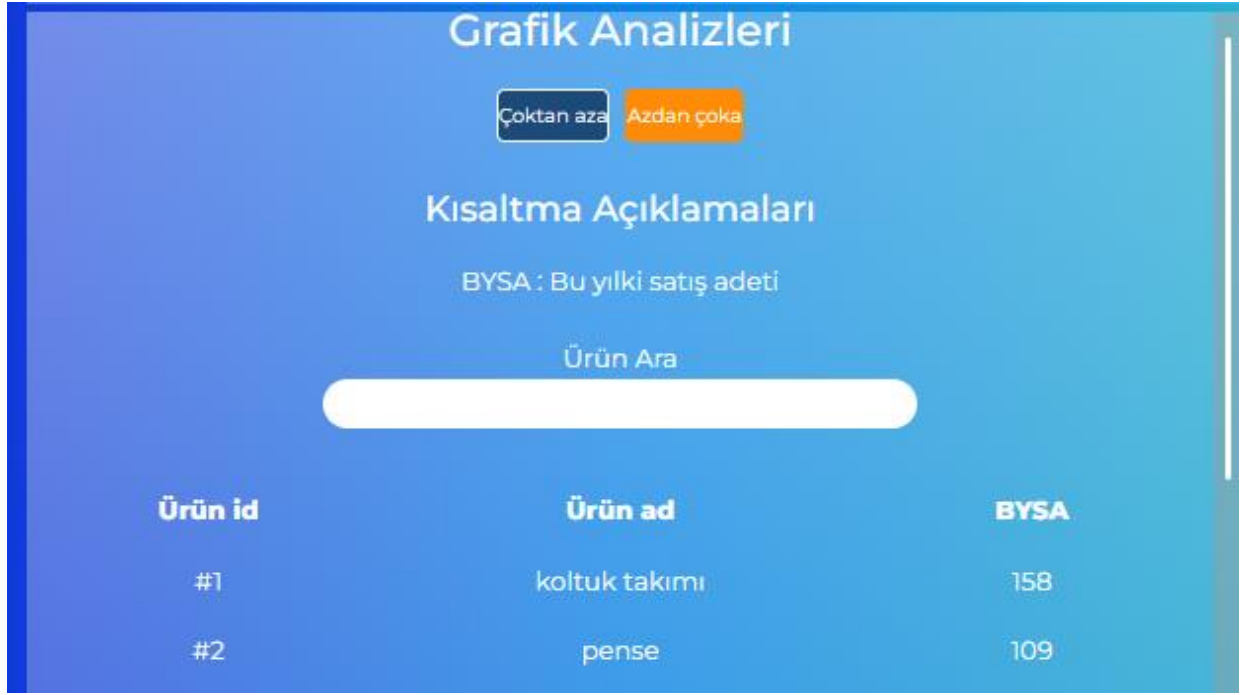 Grafik Analizleri
Çoktan aza Azdan çoka
Kısaltma Açıklamaları
BYSA : Bu yılki satış adeti
Ürün Ara
Ürün id Ürün ad BYSA
#1 koltuk takımı 158
#2 pense 109